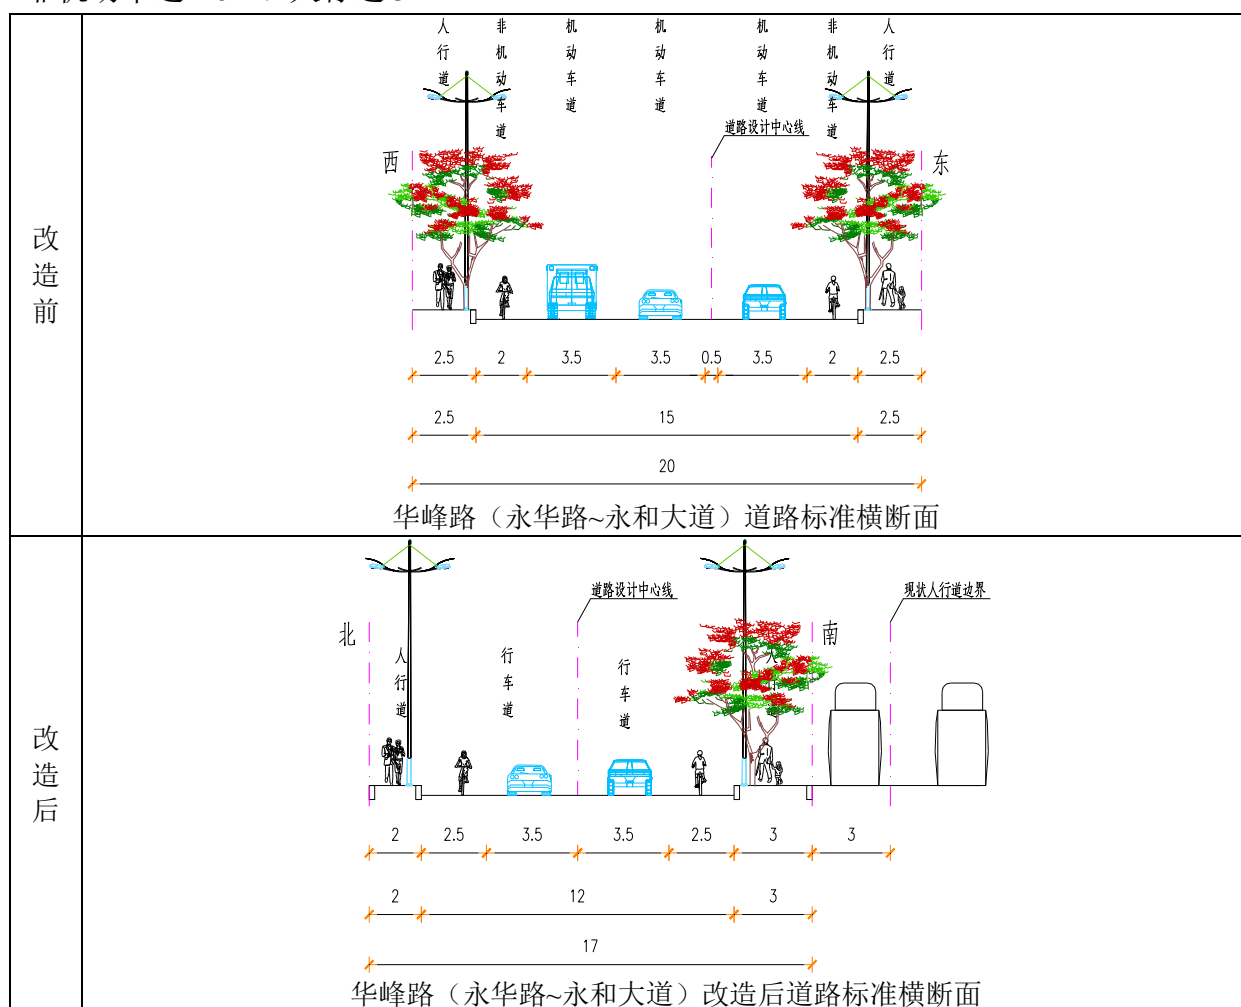 改造前
人行道
非机动车道
机动车道
机动车道
机动车道
非机动车道
人行道
道路设计中心线
西
东
2.5 2 3.5 3.5 0.5 3.5 2 2.5
2.5 15 2.5
20
华峰路（永华路~永和大道）道路标准横断面
改造后
道路设计中心线
现状人行道边界
北
南
人行道
行车道
行车道
2 2.5 3.5 3.5 2.5 3 3
2 12 3
17
华峰路（永华路~永和大道）改造后道路标准横断面